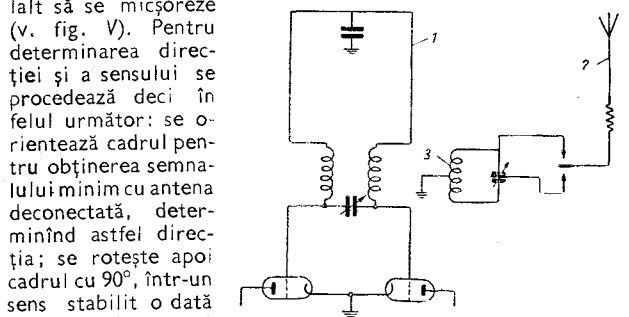 lalt să se micșoreze
(v. fig. V). Pentru
determinarea direc-
ției și a sensului se
procedează deci în
felul următor: se o-
rientează cadrul pen-
tru obținerea semna-
lului minim cu antena
deconectată, deter-
minînd astfel direc-
ția; se rotește apoi
cadrul cu 90°, într-un
sens stabilit o dată
1
2
3